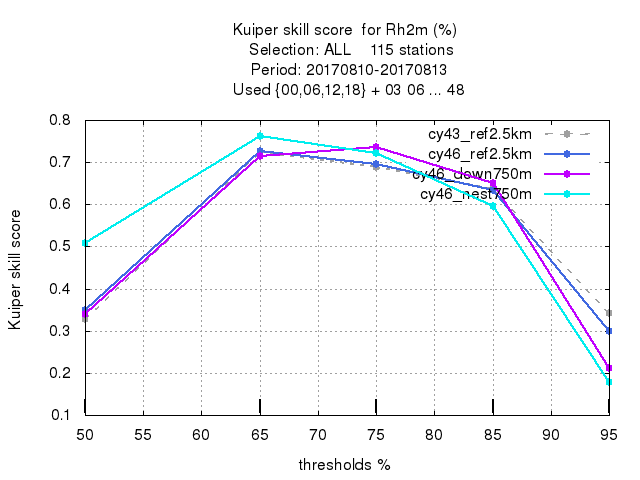 Kuiper skill score for Rh2m (%)
Selection: ALL 115 stations
Period: 20170810-20170813
Used {00,06,12,18} + 03 06 ... 48
cy43_ref2.5km
cy46_ref2.5km
cy46_down750m
cy46_nest750m
0.8
0.7
0.6
0.5
0.4
0.3
0.2
0.1
Kuiper skill score
50 55 60 65 70 75 80 85 90 95
thresholds %